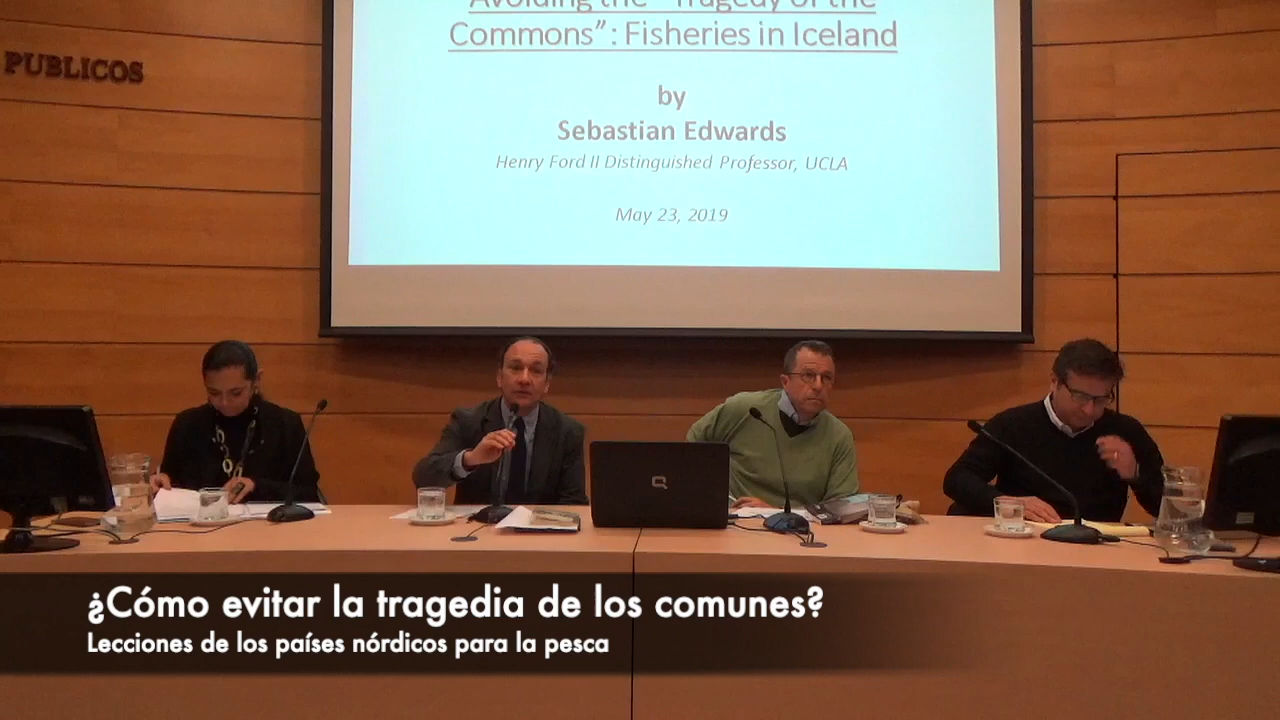 Avoiding the "Tragedy of the
Commons": Fisheries in Iceland
PUBLICOS
by
Sebastian Edwards
Henry Ford II Distinguished Professor, UCLA
May 23, 2019
¿Cómo evitar la tragedia de los comunes?
Lecciones de los países nórdicos para la pesca